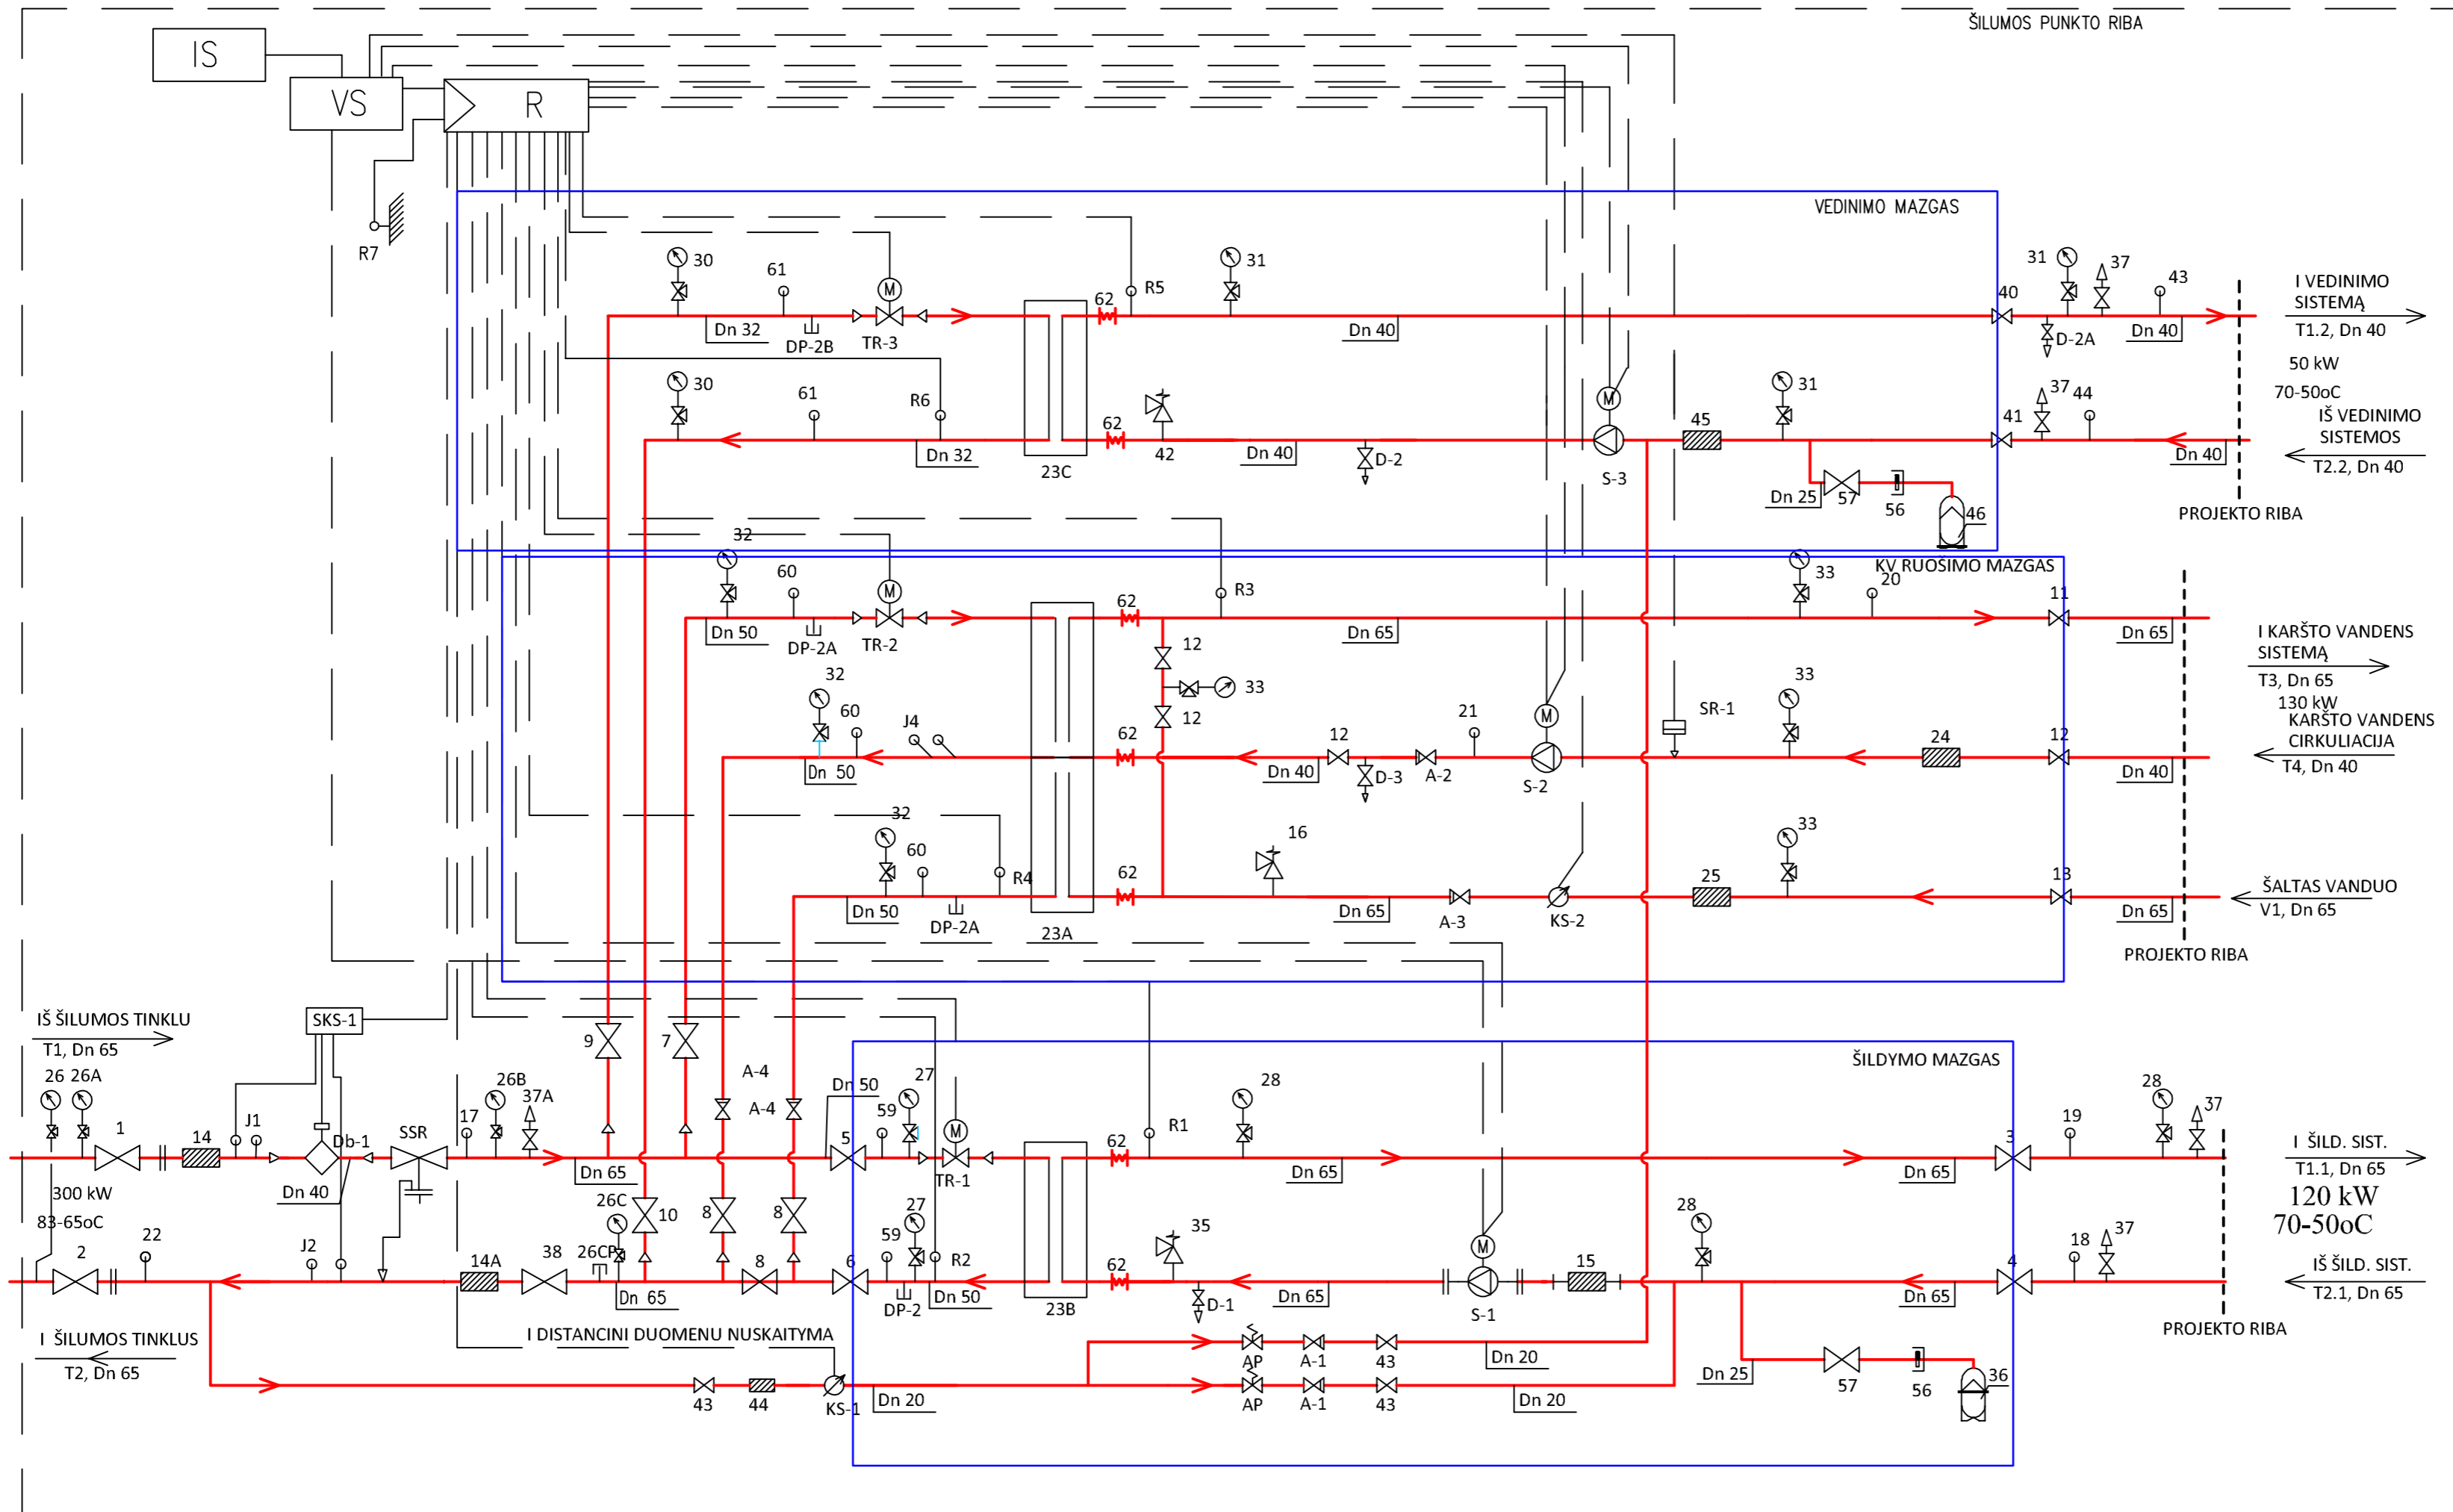 ŠILUMOS PUNKTO RIBA
IS
VS
R
R7
VEDINIMO MAZGAS
30
61
DP-2B
TR-3
M
Dn 32
62
R5
31
Dn 40
40
31
37
43
D-2A
Dn 40
I VEDINIMO
SISTEMĄ
T1.2, Dn 40
50 kW
70-50oC
IŠ VEDINIMO
SISTEMOS
T2.2, Dn 40
30
61
R6
Dn 32
23C
62
42
Dn 40
D-2
M
S-3
45
31
41
37
44
Dn 40
Dn 25
57
56
46
PROJEKTO RIBA
KV RUOŠIMO MAZGAS
32
60
Dn 50
DP-2A
M
TR-2
62
R3
Dn 65
33
20
11
Dn 65
I KARŠTO VANDENS
SISTEMĄ
T3, Dn 65
130 kW
KARŠTO VANDENS
CIRKULIACIJA
T4, Dn 40
12
33
12
32
60
J4
Dn 50
62
Dn 40
12
D-3
A-2
21
M
S-2
SR-1
33
24
12
Dn 40
32
60
R4
Dn 50
DP-2A
23A
62
16
Dn 65
A-3
KS-2
25
33
13
Dn 65
ŠALTAS VANDUO
V1, Dn 65
PROJEKTO RIBA
IŠ ŠILUMOS TINKLU
T1, Dn 65
SKS-1
9
7
A-4
A-4
ŠILDYMO MAZGAS
26
26A
1
14
J1
Db-1
SSR
17
26B
37A
Dn 65
Dn 40
Dn 50
5
59
27
M
TR-1
62
R1
28
Dn 65
Dn 65
3
19
28
37
I ŠILD. SIST.
T1.1, Dn 65
120 kW
70-50oC
IŠ ŠILD. SIST.
T2.1, Dn 65
300 kW
83-65oC
2
22
J2
14A
38
26CP
26C
10
8
8
8
6
59
27
R2
Dn 65
DP-2
Dn 50
23B
62
35
D-1
Dn 65
M
S-1
15
28
Dn 65
4
18
37
PROJEKTO RIBA
I ŠILUMOS TINKLUS
T2, Dn 65
I DISTANCINI DUOMENU NUSKAITYMA
AP
A-1
43
Dn 20
43
44
KS-1
Dn 20
AP
A-1
43
Dn 20
Dn 25
57
56
36